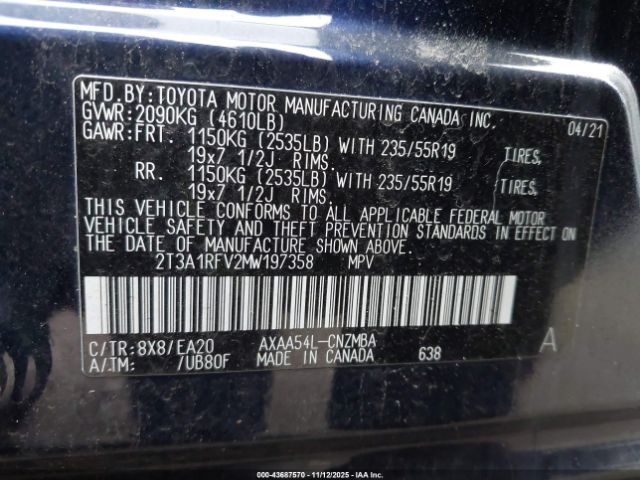 MFD. BY: TOYOTA MOTOR MANUFACTURING CANADA INC.
GVWR: 2090KG (4610LB) 04/21
GAWR: FRT. 1150KG (2535LB) WITH 235/55R19 TIRES,
19x7 1/2J RIMS.
RR. 1150KG (2535LB) WITH 235/55R19 TIRES,
19x7 1/2J RIMS.
THIS VEHICLE CONFORMS TO ALL APPLICABLE FEDERAL MOTOR
VEHICLE SAFETY AND THEFT PREVENTION STANDARDS IN EFFECT ON
THE DATE OF MANUFACTURE SHOWN ABOVE.
2T3A1RFV2MW197358 MPV
C/TR: 8X8/EA20 AXAA54L-CNZMBA A
A/TM: /UB80F MADE IN CANADA 638
000-43687570 - 11/12/2025 - IAAI.COM